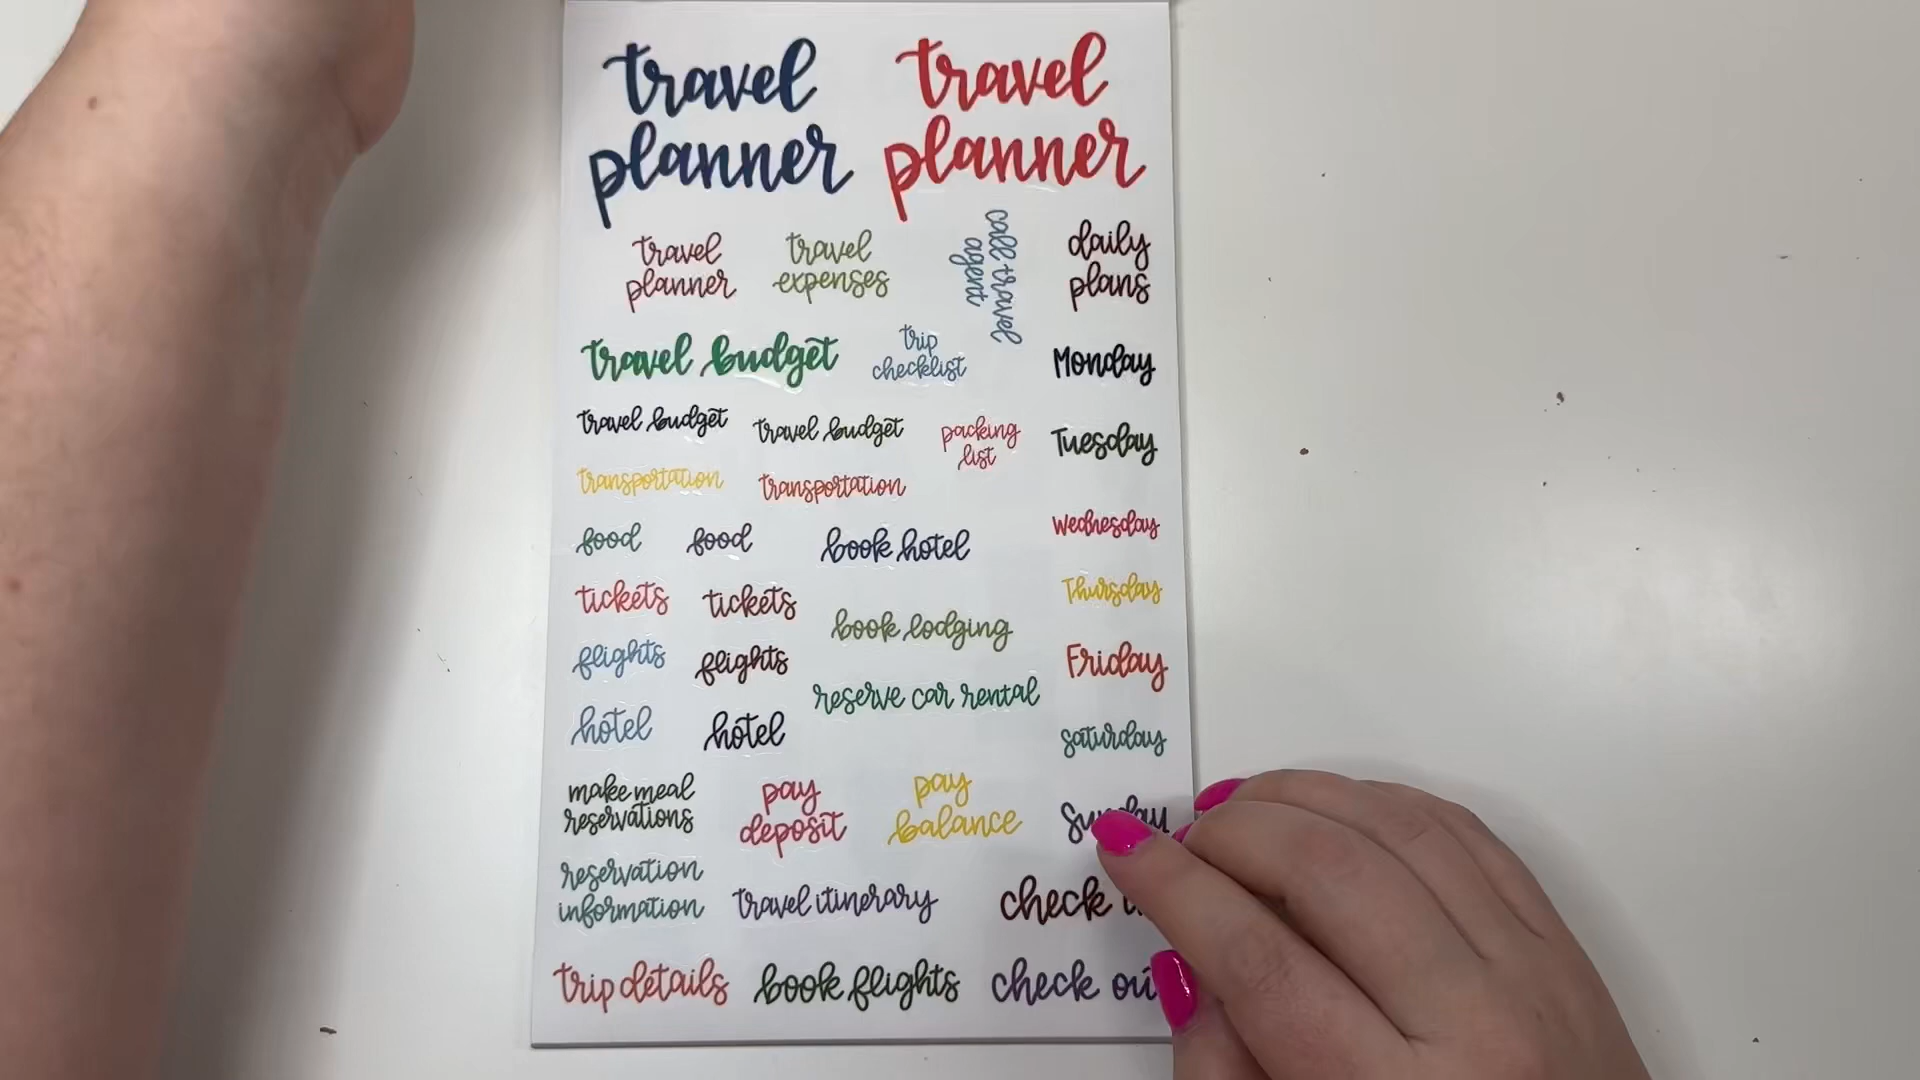 travel
planner
travel
planner
travel
planner
travel
expenses
call travel
agent
daily
plans
travel budget
trip
checklist
Monday
travel budget
travel budget
packing
list
Tuesday
transportation
transportation
Wednesday
food
food
book hotel
tickets
tickets
book lodging
Thursday
flights
flights
reserve car rental
Friday
hotel
hotel
Saturday
make meal
reservations
pay
deposit
pay
balance
Sunday
reservation
information
travel itinerary
check
trip details
book flights
check out